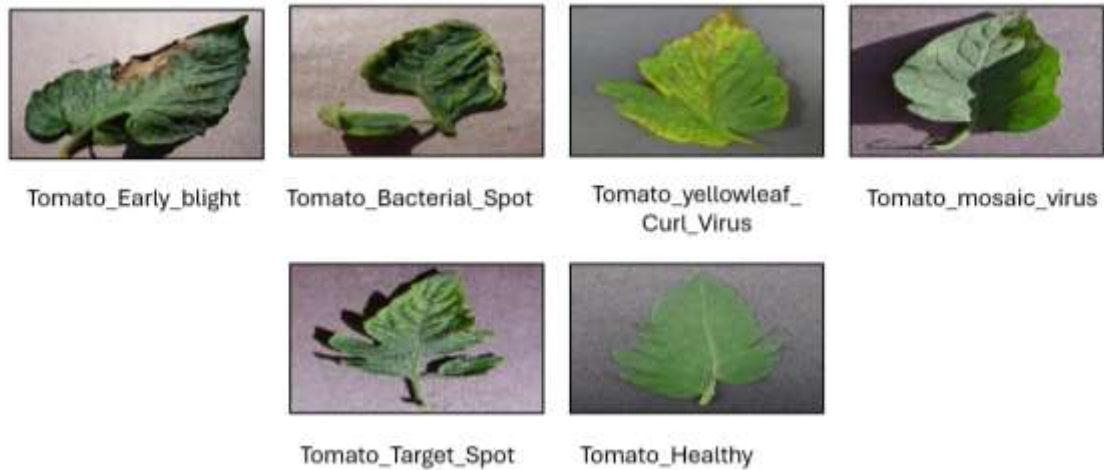 Tomato_Early_blight
Tomato_Bacterial_Spot
Tomato_yellowleaf_
Curl_Virus
Tomato_mosaic_virus
Tomato_Target_Spot
Tomato_Healthy